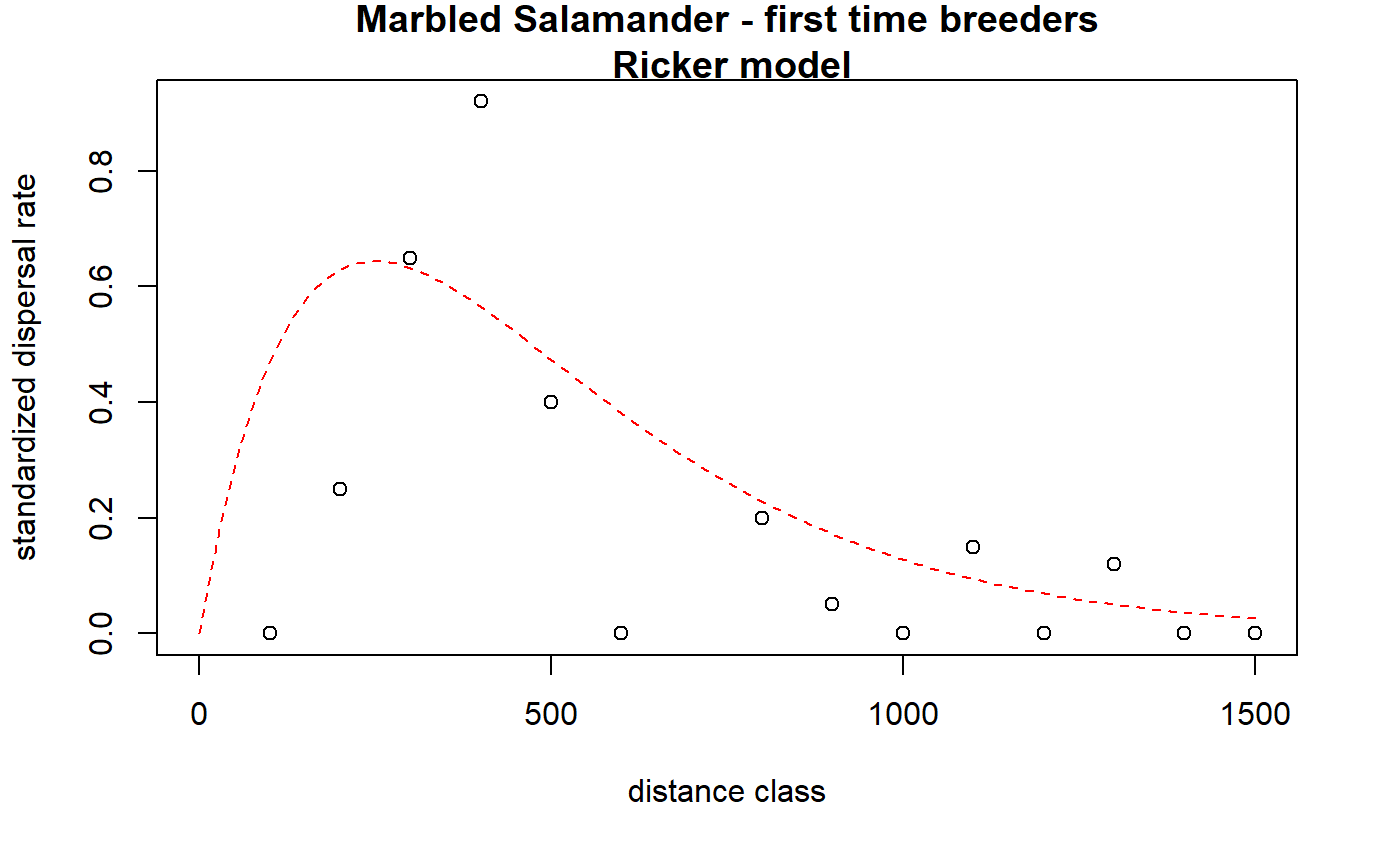 Marbled Salamander - first time breeders
Ricker model
standardized dispersal rate
0.8
0.6
0.4
0.2
0.0
0 500 1000 1500
distance class